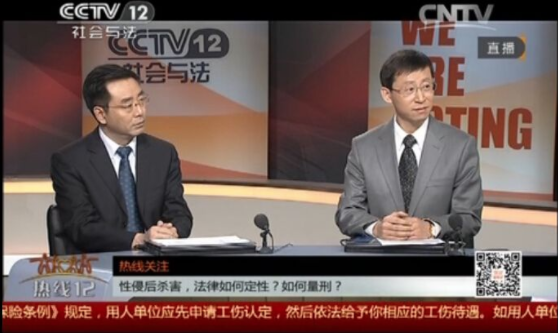 CCTV 12
社会与法
CNTV
CCTV 12
社会与法
直播
WE
ARE
热线关注
热线12
性侵后杀害，法律如何定性？如何量刑？
保险条例》规定，用人单位应先申请工伤认定，然后依法给予你相应的工伤待遇。如用人单位